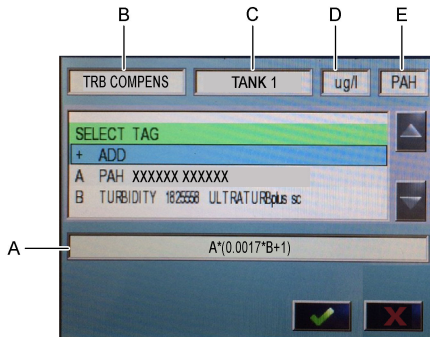 B C D E
TRB COMPENS TANK 1 ug/l PAH
SELECT TAG
+ ADD
A PAH XXXXXX XXXXXX
B TURBIDITY 1825558 ULTRATURBplus sc
A A*(0.0017*B+1)